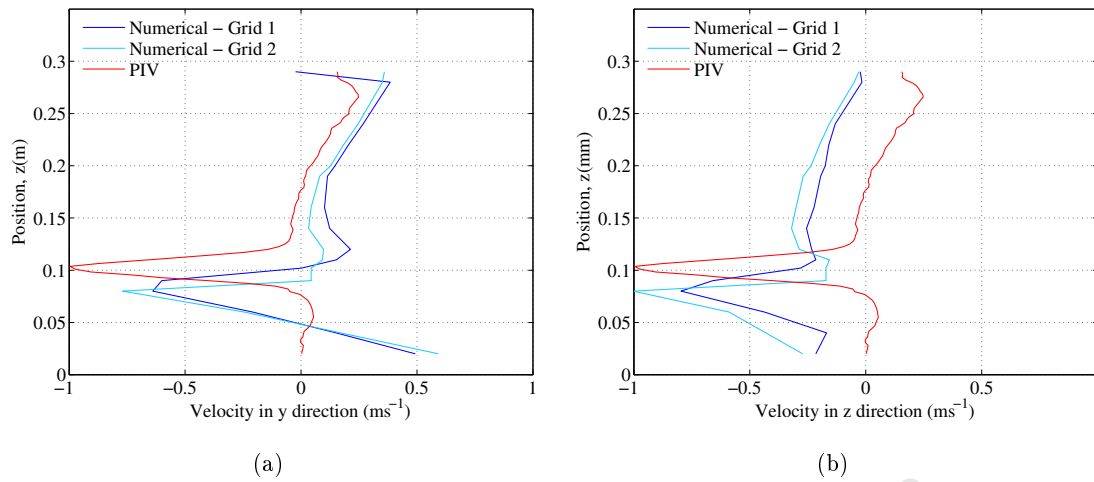 Numerical – Grid 1
Numerical – Grid 2
PIV
0.3
0.25
0.2
0.15
0.1
0.05
0
Position, z(m)
−1
−0.5
0
0.5
1
Velocity in y direction (ms⁻¹)
(a)
Numerical – Grid 1
Numerical – Grid 2
PIV
0.3
0.25
0.2
0.15
0.1
0.05
0
Position, z(mm)
−1
−0.5
0
0.5
Velocity in z direction (ms⁻¹)
(b)